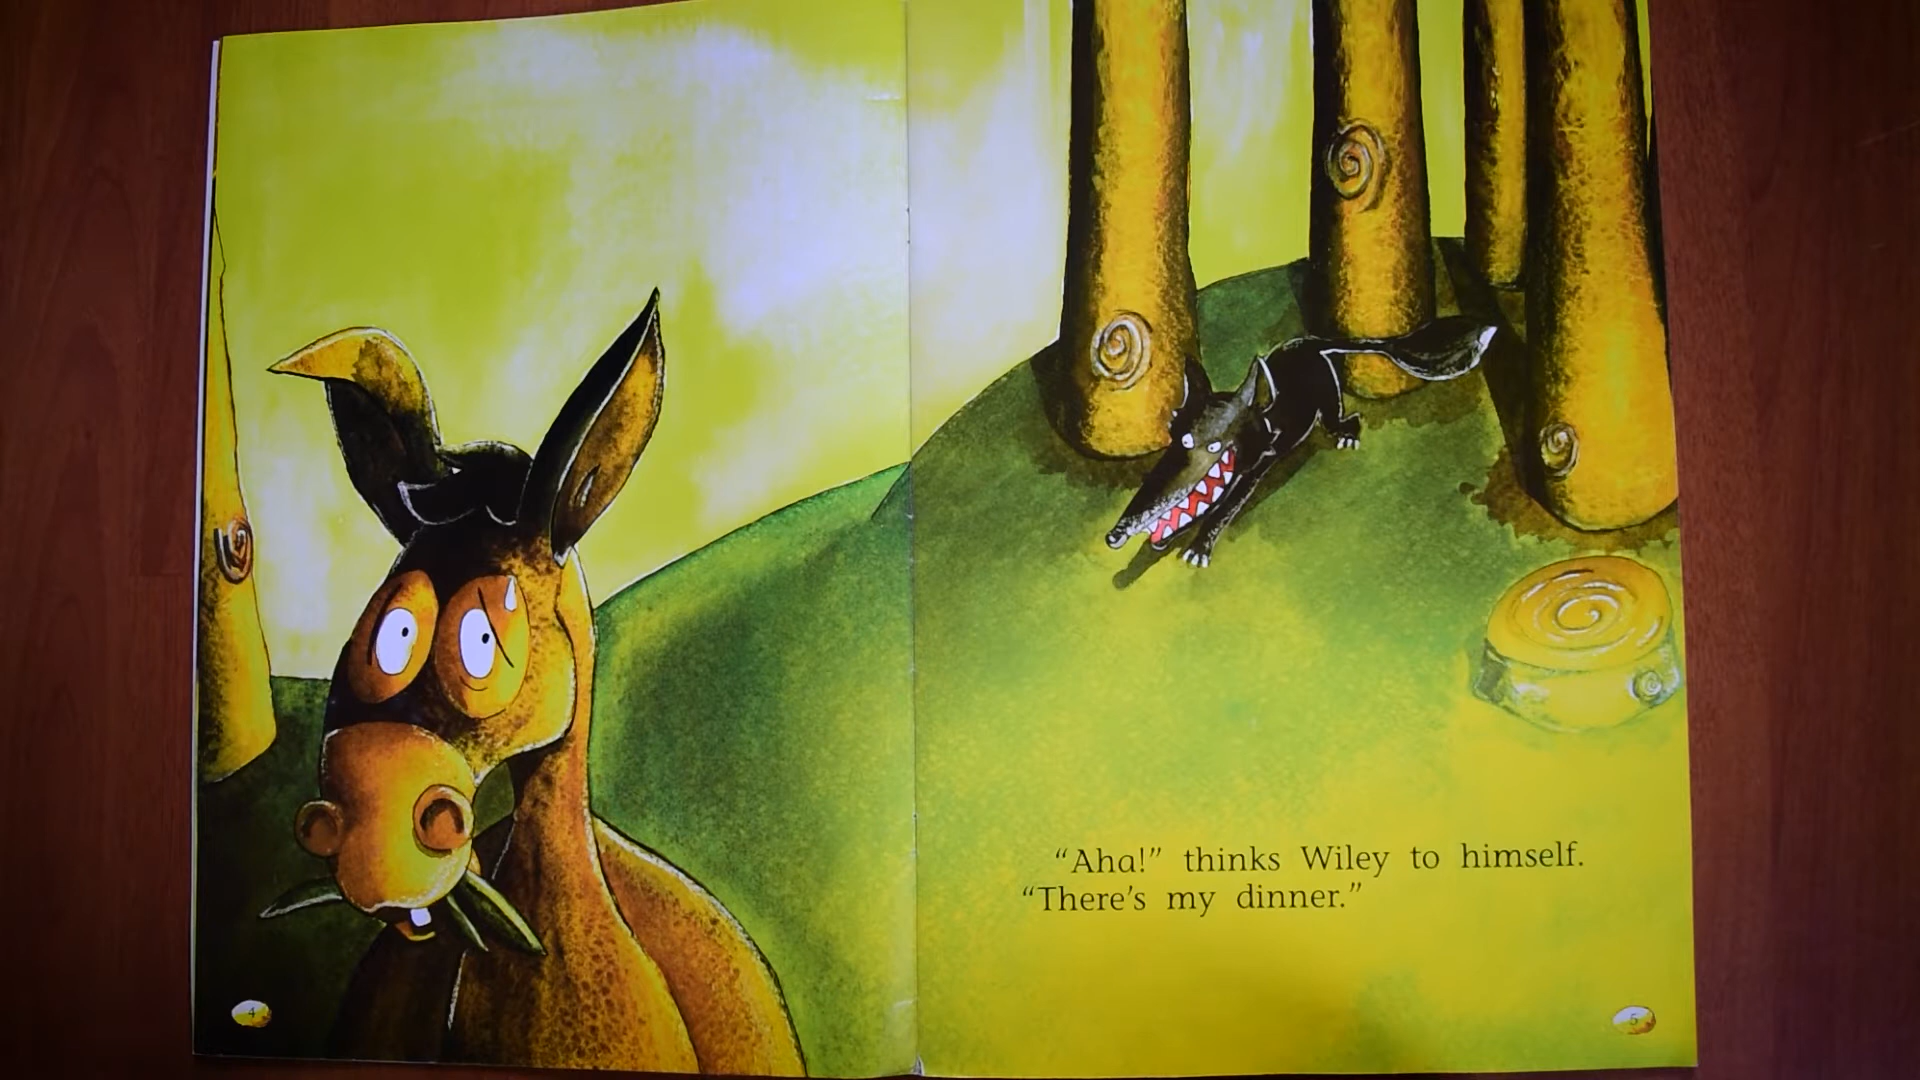 “Aha!” thinks Wiley to himself.
“There’s my dinner.”
4
5